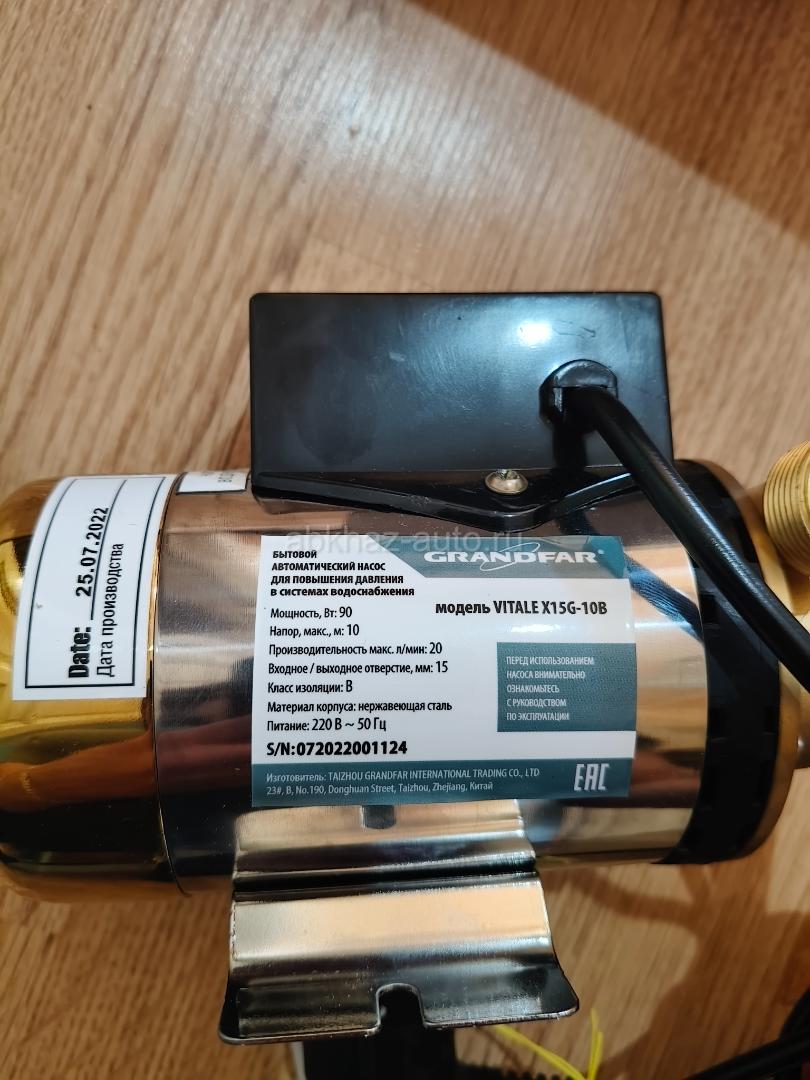 Date: 25.07.2022
Дата производства
abkhaz-auto.ru
GRANDFAR®
БЫТОВОЙ
АВТОМАТИЧЕСКИЙ НАСОС
ДЛЯ ПОВЫШЕНИЯ ДАВЛЕНИЯ
в СИСТЕМАХ ВОДОСНАБЖЕНИЯ
модель VITALE X15G-10B
Мощность, Вт: 90
Напор, макс., м: 10
Производительность макс. л/мин: 20
Входное / выходное отверстие, мм: 15
Класс изоляции: B
Материал корпуса: нержавеющая сталь
Питание: 220 В ~ 50 Гц
S/N: 072022001124
ПЕРЕД ИСПОЛЬЗОВАНИЕМ
НАСОСА ВНИМАТЕЛЬНО
ОЗНАКОМЬТЕСЬ
С РУКОВОДСТВОМ
ПО ЭКСПЛУАТАЦИИ
Изготовитель: TAIZHOU GRANDFAR INTERNATIONAL TRADING CO., LTD
23#, B, No.190, Donghuan Street, Taizhou, Zhejiang, Китай
EAC